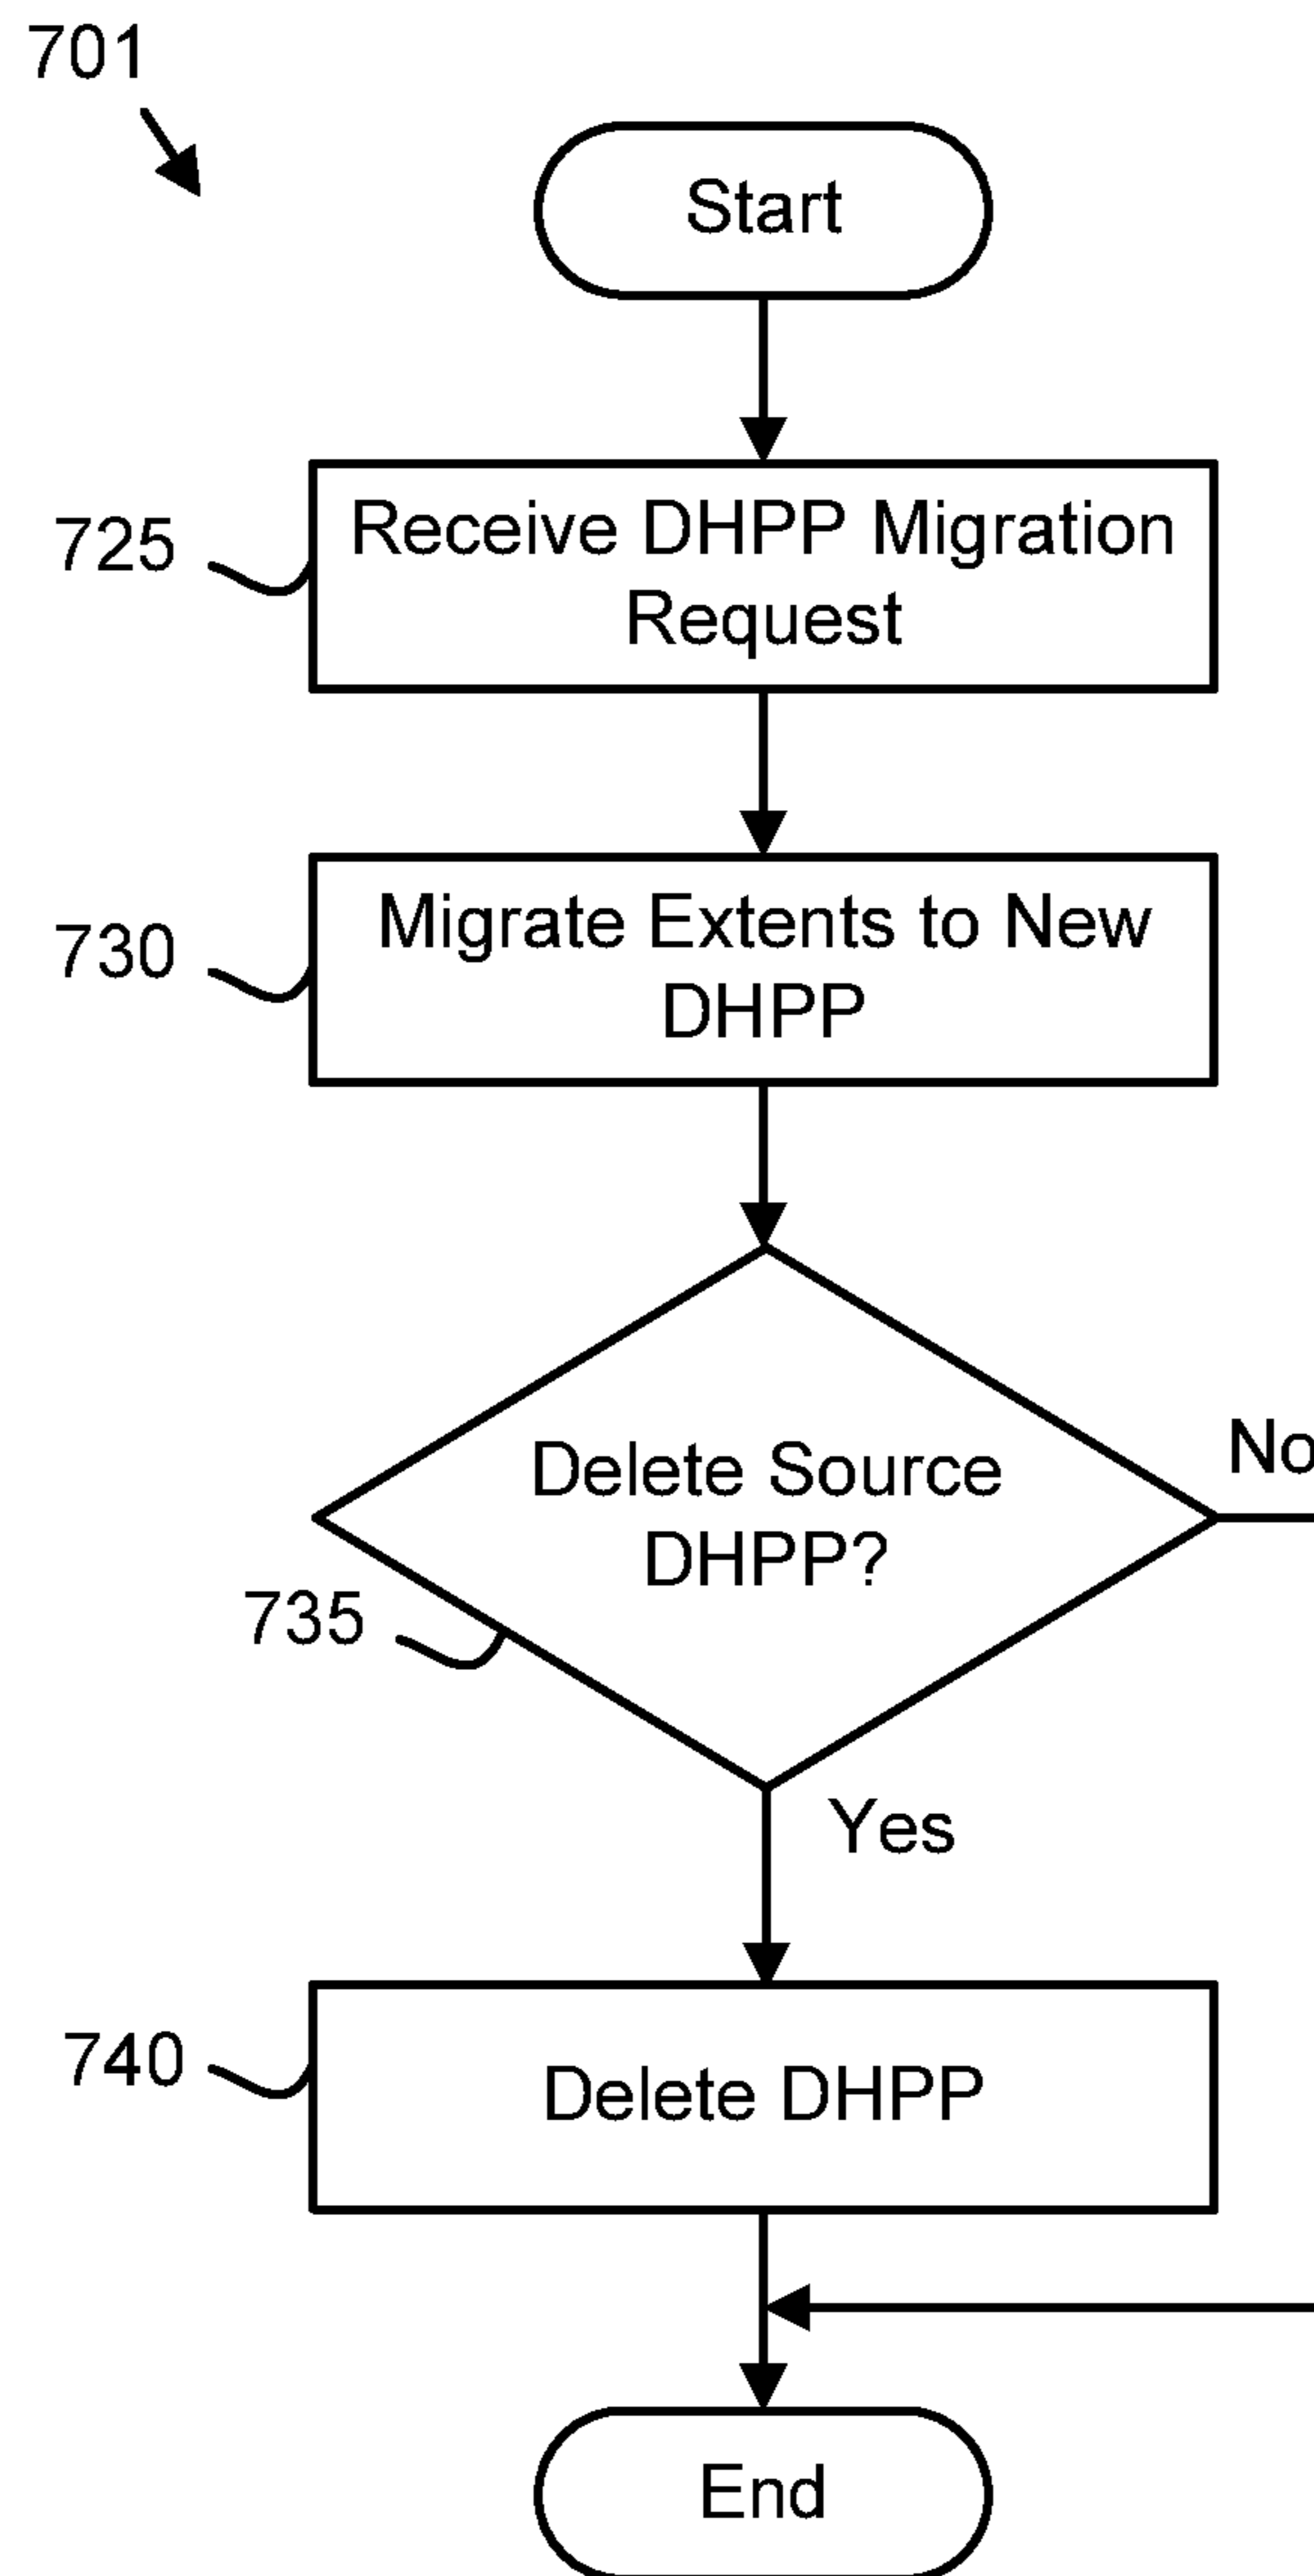 701
Start
725
Receive DHPP Migration
Request
730
Migrate Extents to New
DHPP
Delete Source
DHPP?
No
735
Yes
740
Delete DHPP
End